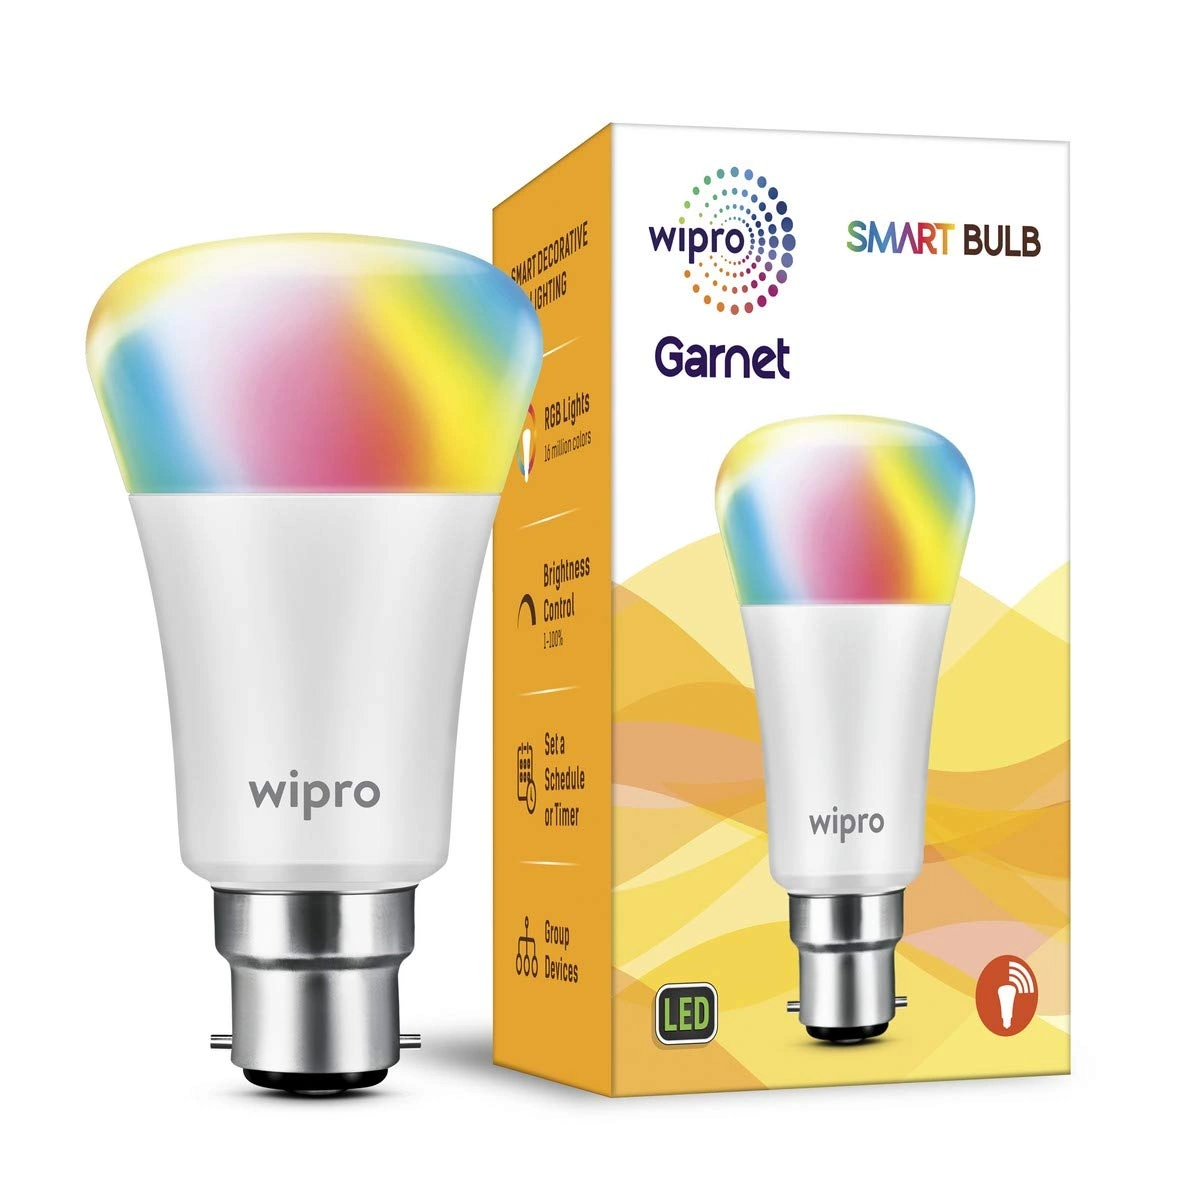 wipro
SMART DECORATIVE
LIGHTING
RGB Lights
16 million colors
Brightness
Control
1-100%
Set a
Schedule
or Timer
Group
Devices
wipro
SMART BULB
Garnet
wipro
LED